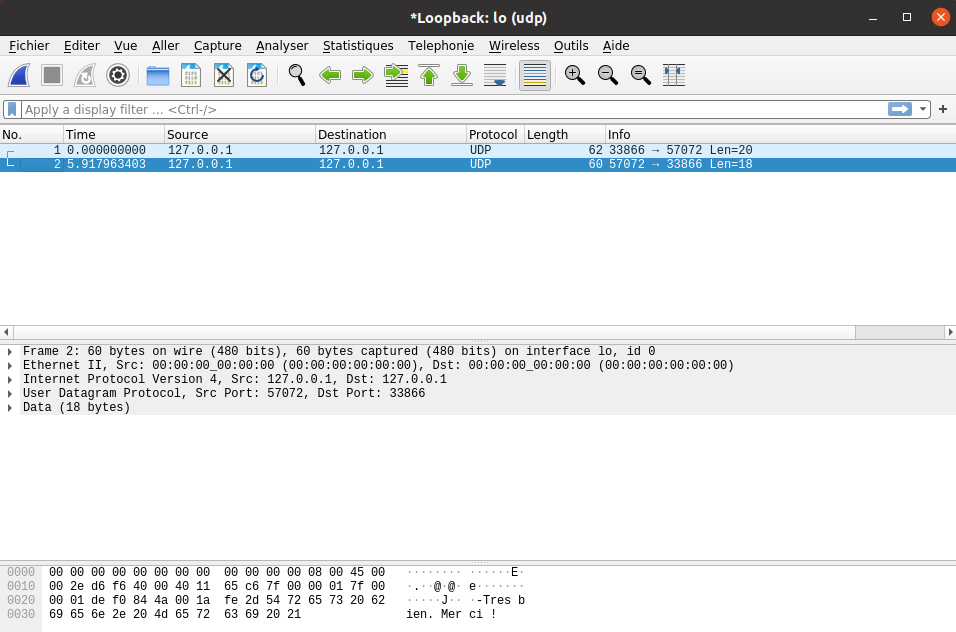 *Loopback: lo (udp)
Fichier Editer Vue Aller Capture Analyser Statistiques Telephonie Wireless Outils Aide
Apply a display filter … <Ctrl-/>
No. Time Source Destination Protocol Length Info
1 0.000000000 127.0.0.1 127.0.0.1 UDP 62 33866 → 57072 Len=20
2 5.917963403 127.0.0.1 127.0.0.1 UDP 60 57072 → 33866 Len=18
Frame 2: 60 bytes on wire (480 bits), 60 bytes captured (480 bits) on interface lo, id 0
Ethernet II, Src: 00:00:00_00:00:00 (00:00:00:00:00:00), Dst: 00:00:00_00:00:00 (00:00:00:00:00:00)
Internet Protocol Version 4, Src: 127.0.0.1, Dst: 127.0.0.1
User Datagram Protocol, Src Port: 57072, Dst Port: 33866
Data (18 bytes)
0000 00 00 00 00 00 00 00 00 00 00 00 00 08 00 45 00 ········ ······E·
0010 00 2e d6 f6 40 00 40 11 65 c6 7f 00 00 01 7f 00 ·.··@·@· e·······
0020 00 01 de f0 84 4a 00 1a fe 2d 54 72 65 73 20 62 ·····J·· ·-Tres b
0030 69 65 6e 2e 20 4d 65 72 63 69 20 21 ien. Mer ci !